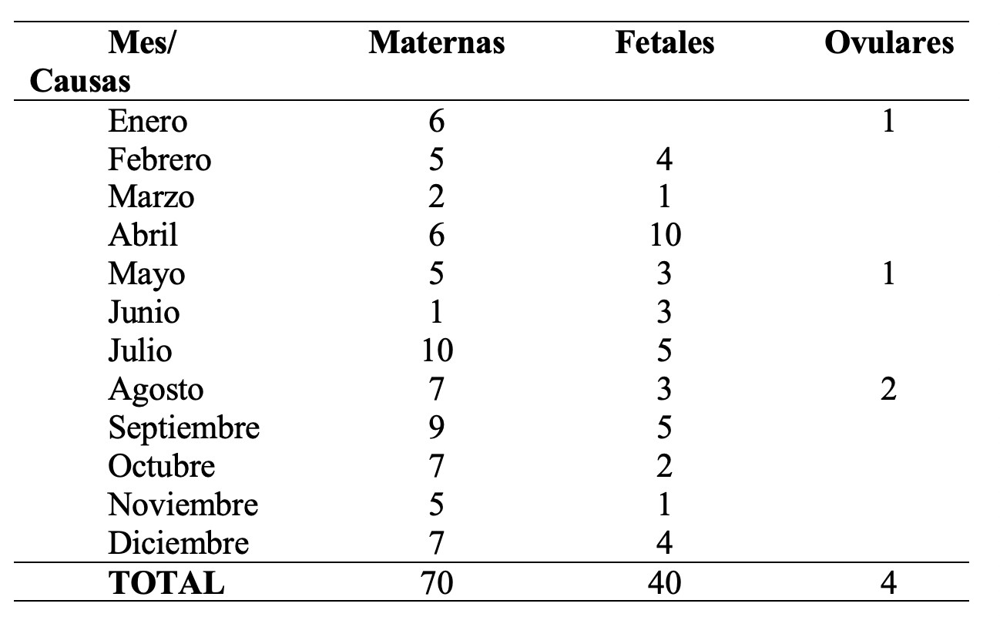 Mes/ Maternas Fetales Ovulares
Causas
Enero 6 1
Febrero 5 4
Marzo 2 1
Abril 6 10
Mayo 5 3 1
Junio 1 3
Julio 10 5
Agosto 7 3 2
Septiembre 9 5
Octubre 7 2
Noviembre 5 1
Diciembre 7 4
TOTAL 70 40 4